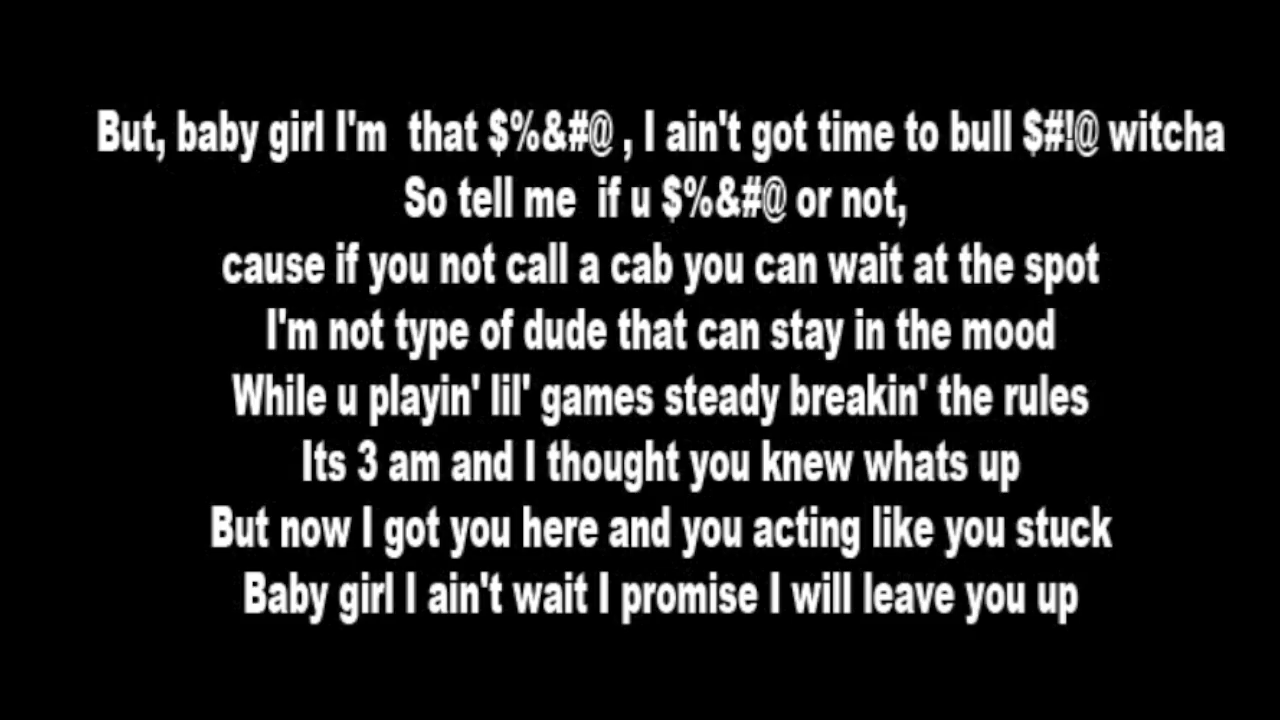 But, baby girl I'm  that $%&#@ , I ain't got time to bull $#!@ witcha
So tell me  if u $%&#@ or not,
cause if you not call a cab you can wait at the spot
I'm not type of dude that can stay in the mood
While u playin' lil' games steady breakin' the rules
Its 3 am and I thought you knew whats up
But now I got you here and you acting like you stuck
Baby girl I ain't wait I promise I will leave you up